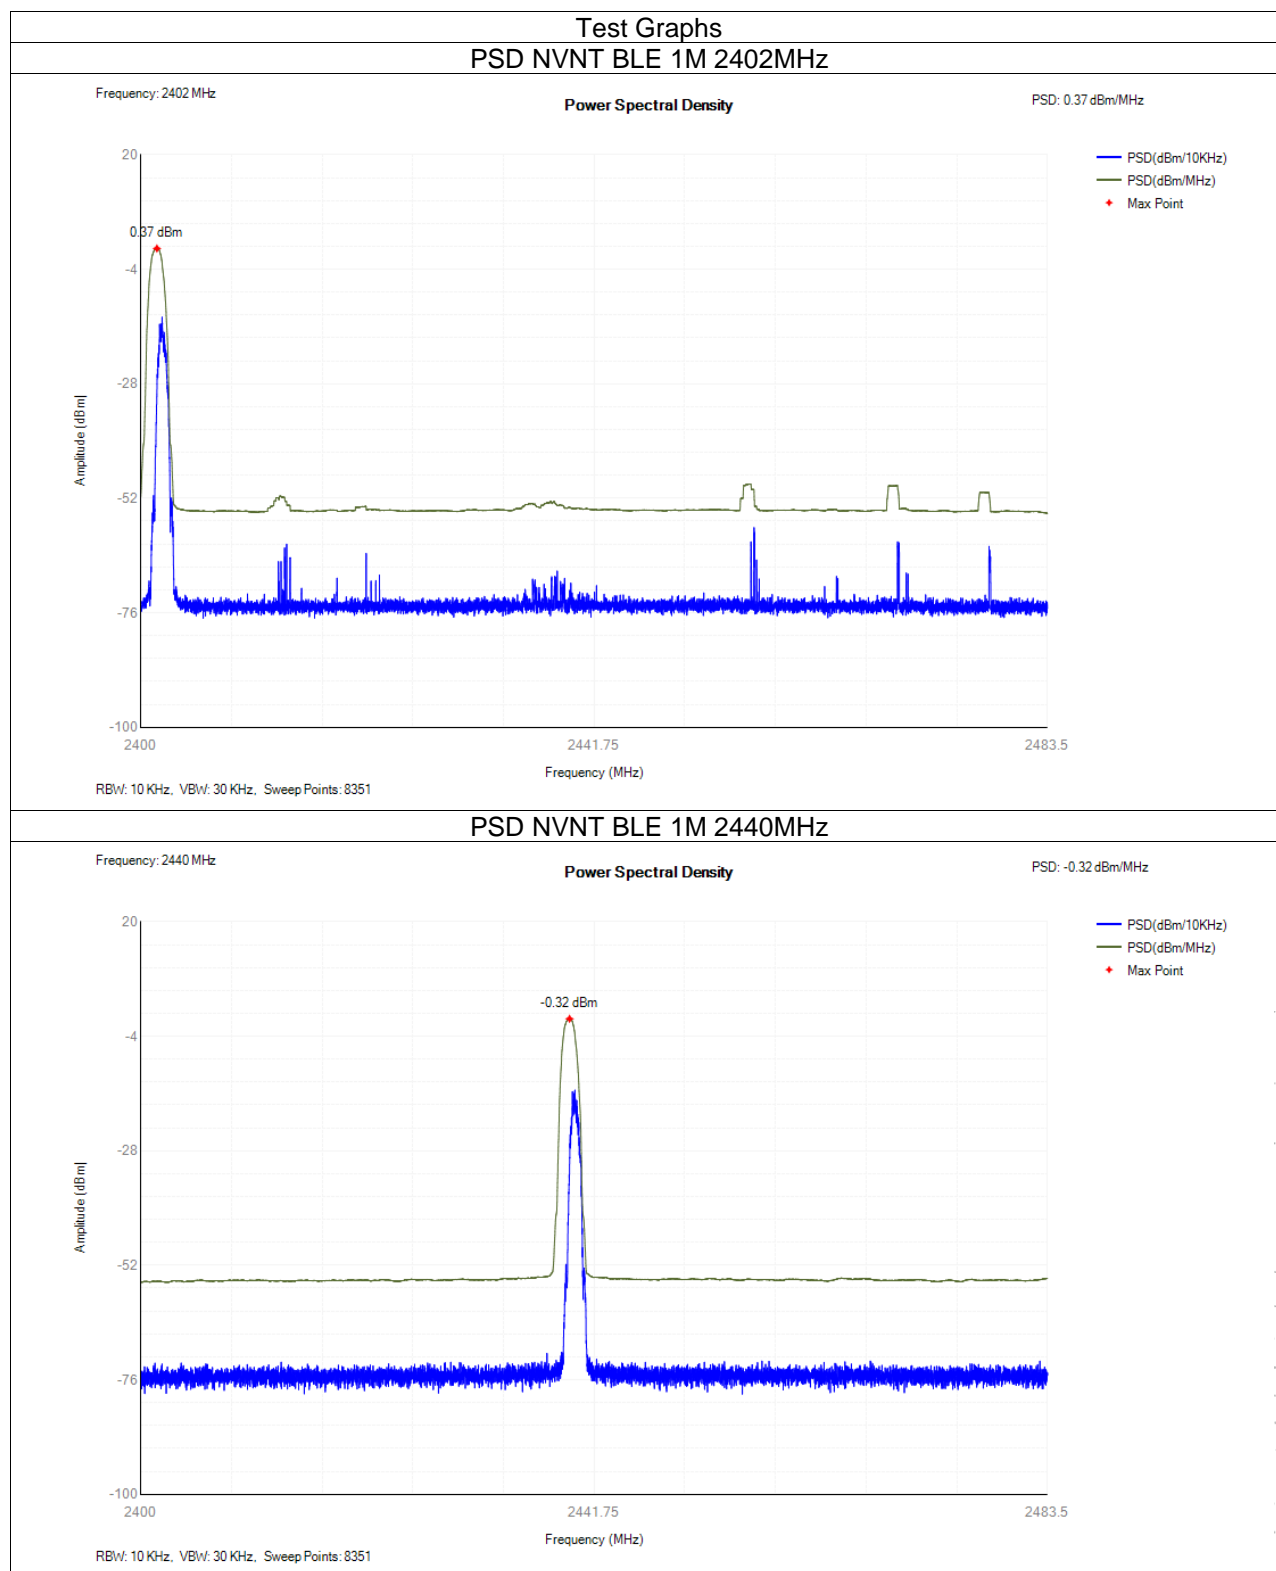 Test Graphs
PSD NVNT BLE 1M 2402MHz
Frequency: 2402 MHz
Power Spectral Density
PSD: 0.37 dBm/MHz
PSD(dBm/10KHz)
PSD(dBm/MHz)
Max Point
0.37 dBm
20
-4
-28
-52
-76
-100
Amplitude (dBm)
2400
2441.75
2483.5
Frequency (MHz)
RBW: 10 KHz, VBW: 30 KHz, Sweep Points: 8351
PSD NVNT BLE 1M 2440MHz
Frequency: 2440 MHz
Power Spectral Density
PSD: -0.32 dBm/MHz
PSD(dBm/10KHz)
PSD(dBm/MHz)
Max Point
-0.32 dBm
20
-4
-28
-52
-76
-100
Amplitude (dBm)
2400
2441.75
2483.5
Frequency (MHz)
RBW: 10 KHz, VBW: 30 KHz, Sweep Points: 8351